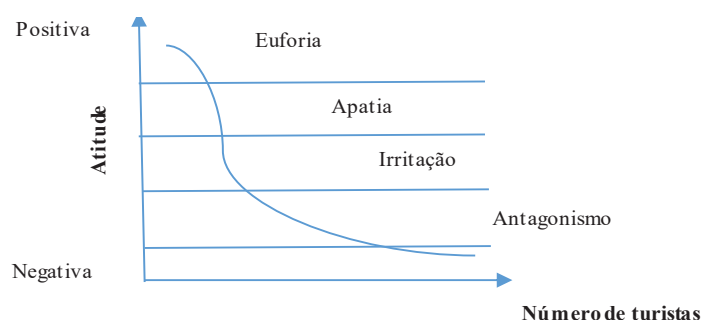 Positiva
Euforia
Apatia
Atitude
Irritação
Antagonismo
Negativa
Número de turistas